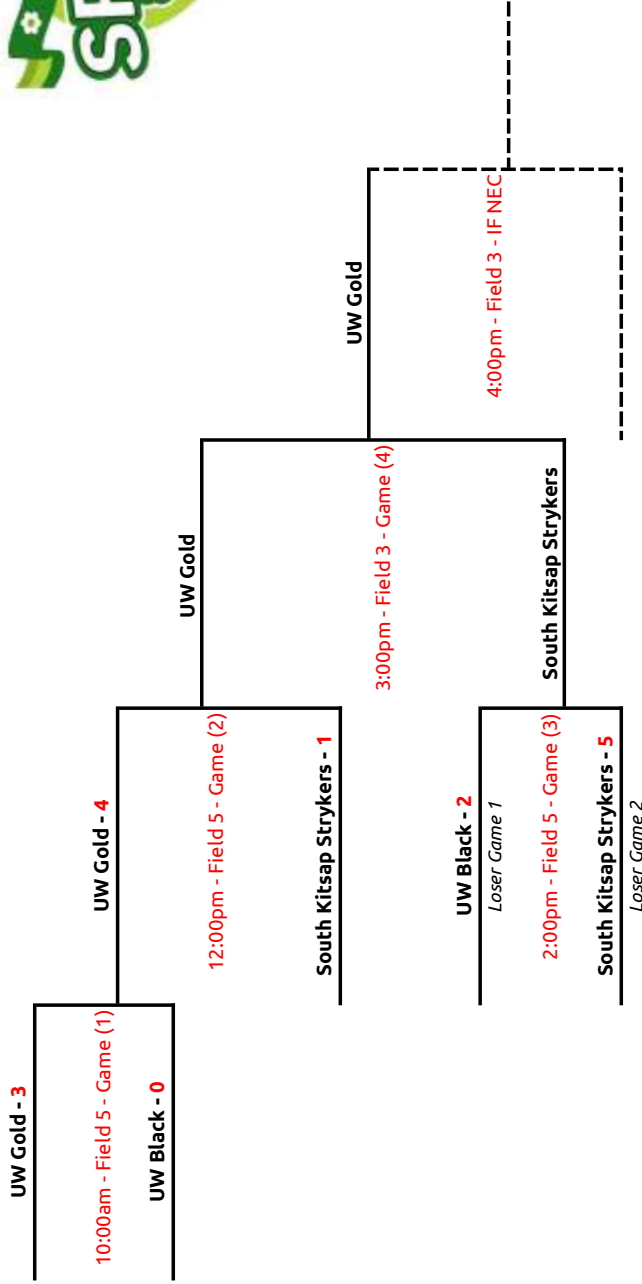 UW Gold - 3
10:00am - Field 5 - Game (1)
UW Black - 0
UW Gold - 4
12:00pm - Field 5 - Game (2)
South Kitsap Strykers - 1
UW Black - 2
Loser Game 1
2:00pm - Field 5 - Game (3)
South Kitsap Strykers - 5
Loser Game 2
UW Gold
3:00pm - Field 3 - Game (4)
South Kitsap Strykers
UW Gold
4:00pm - Field 3 - IF NEC